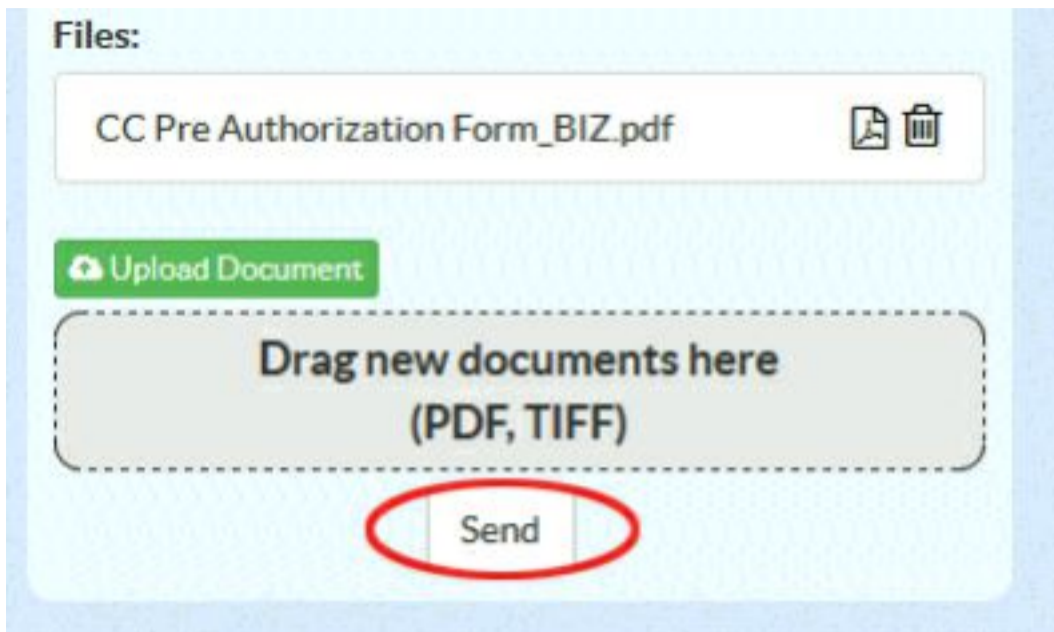 Files:
CC Pre Authorization Form_BIZ.pdf
Upload Document
Drag new documents here
(PDF, TIFF)
Send